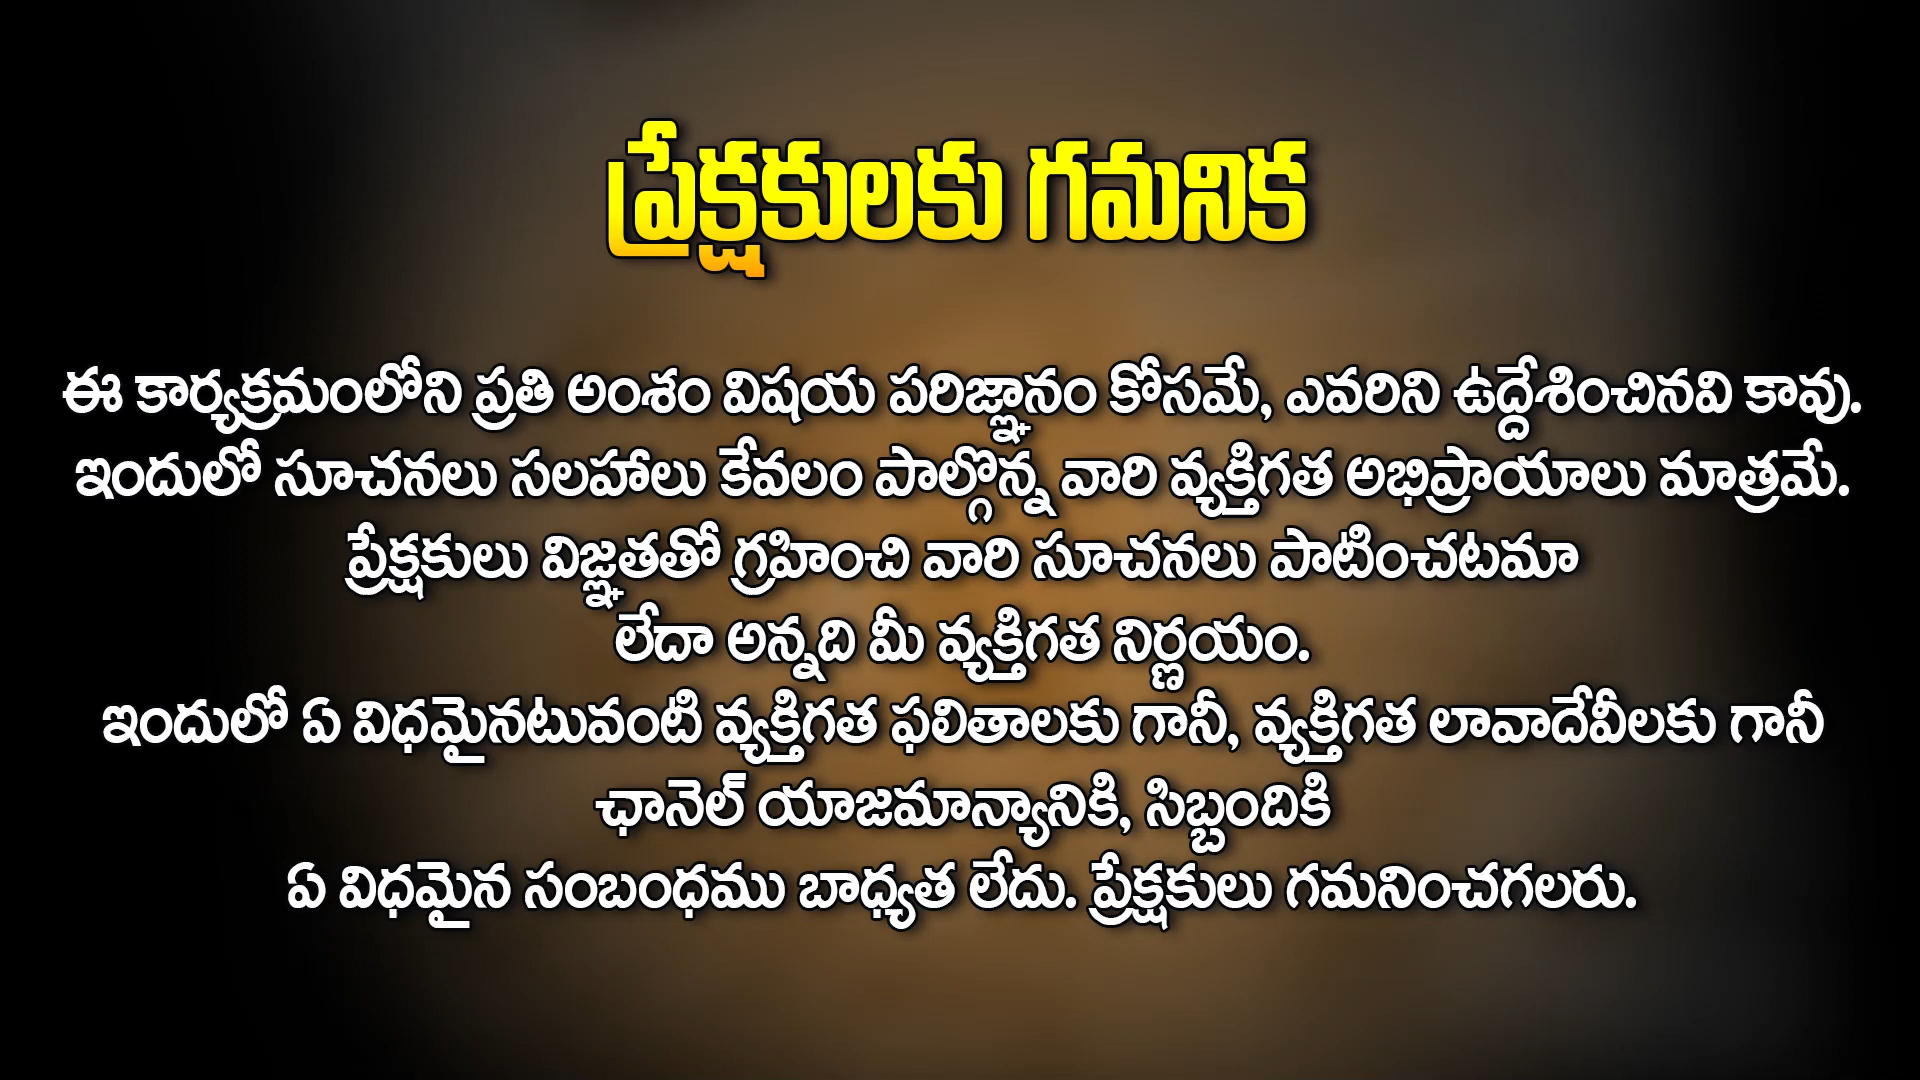 ప్రేక్షకులకు గమనిక
ఈ కార్యక్రమంలోని ప్రతి అంశం విషయ పరిజ్ఞానం కోసమే, ఎవరిని ఉద్దేశించినవి కావు.
ఇందులో సూచనలు సలహాలు కేవలం పాల్గొన్న వారి వ్యక్తిగత అభిప్రాయాలు మాత్రమే.
ప్రేక్షకులు విజ్ఞతతో గ్రహించి వారి సూచనలు పాటించటమా
లేదా అన్నది మీ వ్యక్తిగత నిర్ణయం.
ఇందులో ఏ విధమైనటువంటి వ్యక్తిగత ఫలితాలకు గానీ, వ్యక్తిగత లావాదేవీలకు గానీ
ఛానెల్ యాజమాన్యానికి, సిబ్బందికి
ఏ విధమైన సంబంధము బాధ్యత లేదు. ప్రేక్షకులు గమనించగలరు.